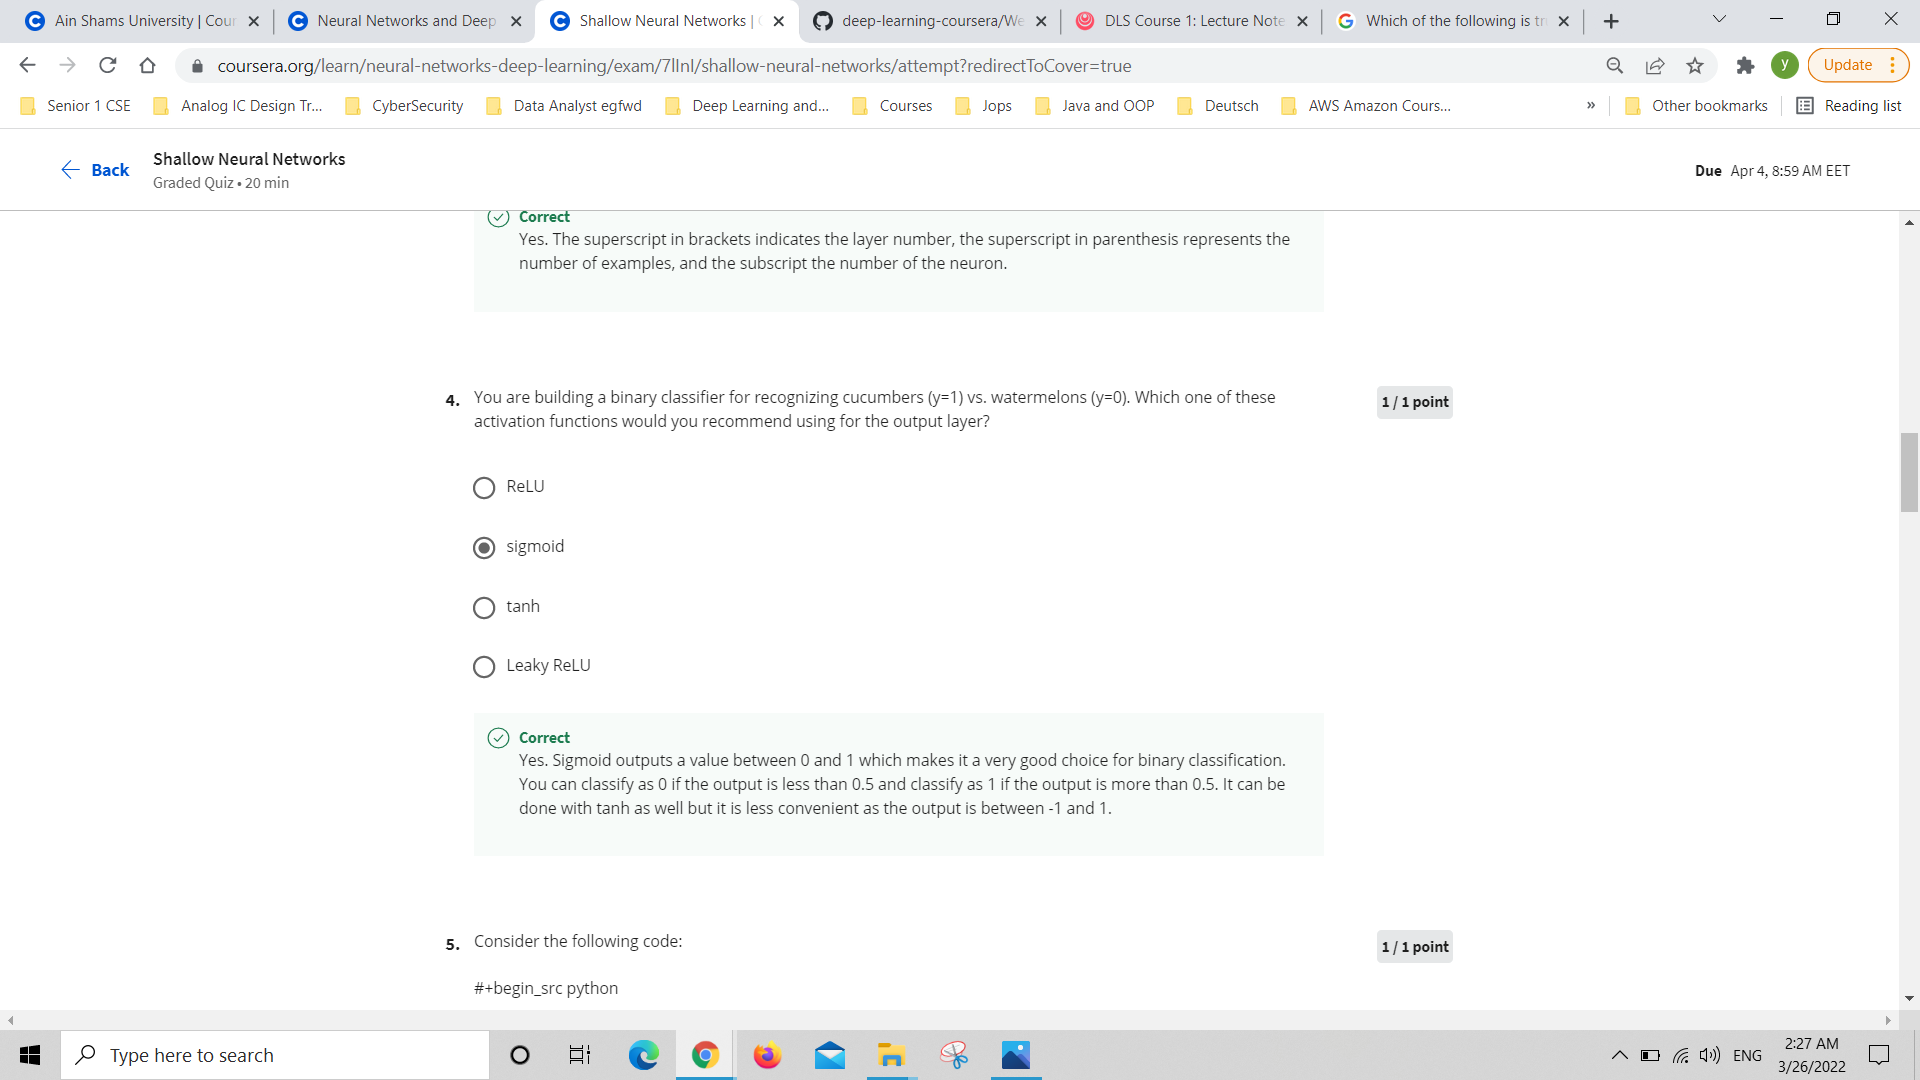 Ain Shams University | Cour
Neural Networks and Deep
Shallow Neural Networks |
deep-learning-coursera/We
DLS Course 1: Lecture Note
Which of the following is tr
coursera.org/learn/neural-networks-deep-learning/exam/7lInI/shallow-neural-networks/attempt?redirectToCover=true
y
Update
Senior 1 CSE
Analog IC Design Tr...
CyberSecurity
Data Analyst egfwd
Deep Learning and...
Courses
Jops
Java and OOP
Deutsch
AWS Amazon Cours...
»
Other bookmarks
Reading list
Back
Shallow Neural Networks
Graded Quiz • 20 min
Due Apr 4, 8:59 AM EET
Correct
Yes. The superscript in brackets indicates the layer number, the superscript in parenthesis represents the
number of examples, and the subscript the number of the neuron.
4. You are building a binary classifier for recognizing cucumbers (y=1) vs. watermelons (y=0). Which one of these
activation functions would you recommend using for the output layer?
1 / 1 point
ReLU
sigmoid
tanh
Leaky ReLU
Correct
Yes. Sigmoid outputs a value between 0 and 1 which makes it a very good choice for binary classification.
You can classify as 0 if the output is less than 0.5 and classify as 1 if the output is more than 0.5. It can be
done with tanh as well but it is less convenient as the output is between -1 and 1.
5. Consider the following code:
1 / 1 point
#+begin_src python
Type here to search
ENG
2:27 AM
3/26/2022